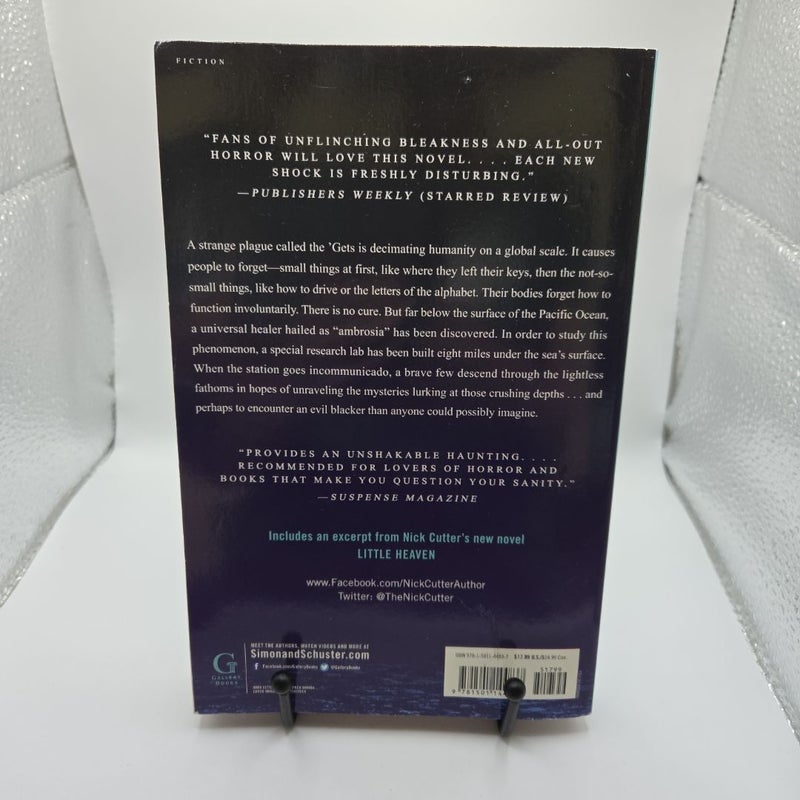 FICTION
"FANS OF UNFLINCHING BLEAKNESS AND ALL-OUT
HORROR WILL LOVE THIS NOVEL. . . . EACH NEW
SHOCK IS FRESHLY DISTURBING."
—PUBLISHERS WEEKLY (STARRED REVIEW)
A strange plague called the 'Gets is decimating humanity on a global scale. It causes
people to forget—small things at first, like where they left their keys, then the not-so-
small things, like how to drive or the letters of the alphabet. Their bodies forget how to
function involuntarily. There is no cure. But far below the surface of the Pacific Ocean,
a universal healer hailed as "ambrosia" has been discovered. In order to study this
phenomenon, a special research lab has been built eight miles under the sea's surface.
When the station goes incommunicado, a brave few descend through the lightless
fathoms in hopes of unraveling the mysteries lurking at those crushing depths . . . and
perhaps to encounter an evil blacker than anyone could possibly imagine.
"PROVIDES AN UNSHAKABLE HAUNTING. . . .
RECOMMENDED FOR LOVERS OF HORROR AND
BOOKS THAT MAKE YOU QUESTION YOUR SANITY."
—SUSPENSE MAGAZINE
Includes an excerpt from Nick Cutter's new novel
LITTLE HEAVEN
www.Facebook.com/NickCutterAuthor
Twitter: @TheNickCutter
G
GALLERY
BOOKS
MEET THE AUTHORS, WATCH VIDEOS AND MORE AT
SimonandSchuster.com
Facebook.com/GalleryBooks @GalleryBooks
51799
9 781501 14